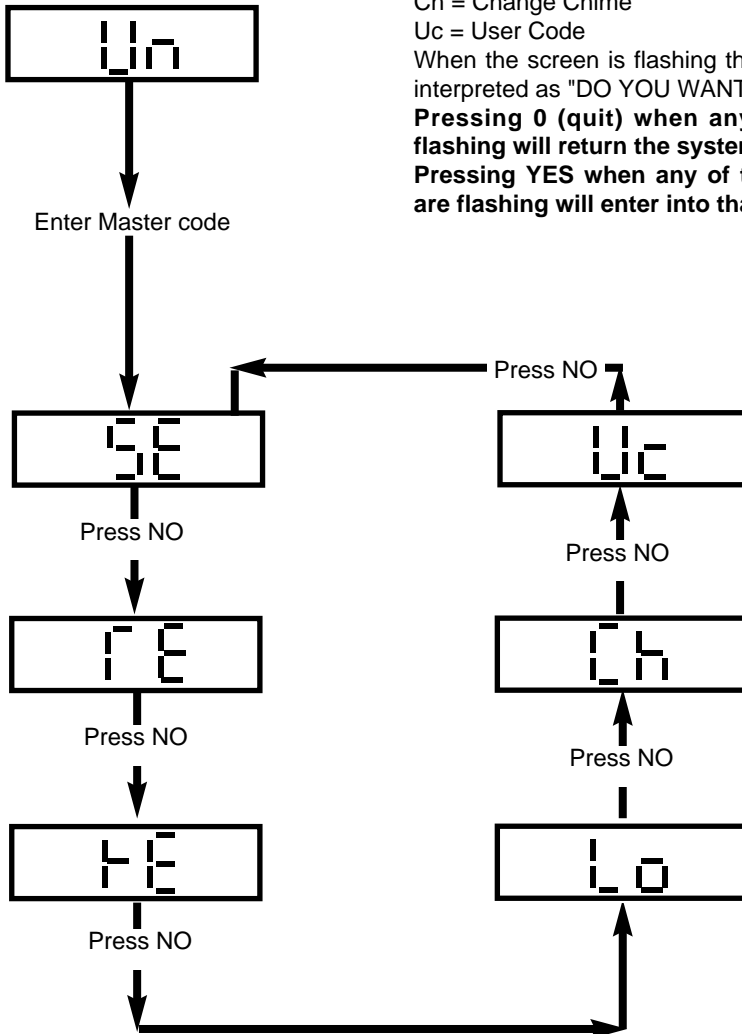 Un
Ch = Change Chime
Uc = User Code
When the screen is flashing th
interpreted as "DO YOU WANT
Pressing 0 (quit) when any
flashing will return the system
Pressing YES when any of t
are flashing will enter into tha
Enter Master code
SE
Press NO
Press NO
Press NO
Lo
Press NO
Ch
Press NO
Uc
Press NO